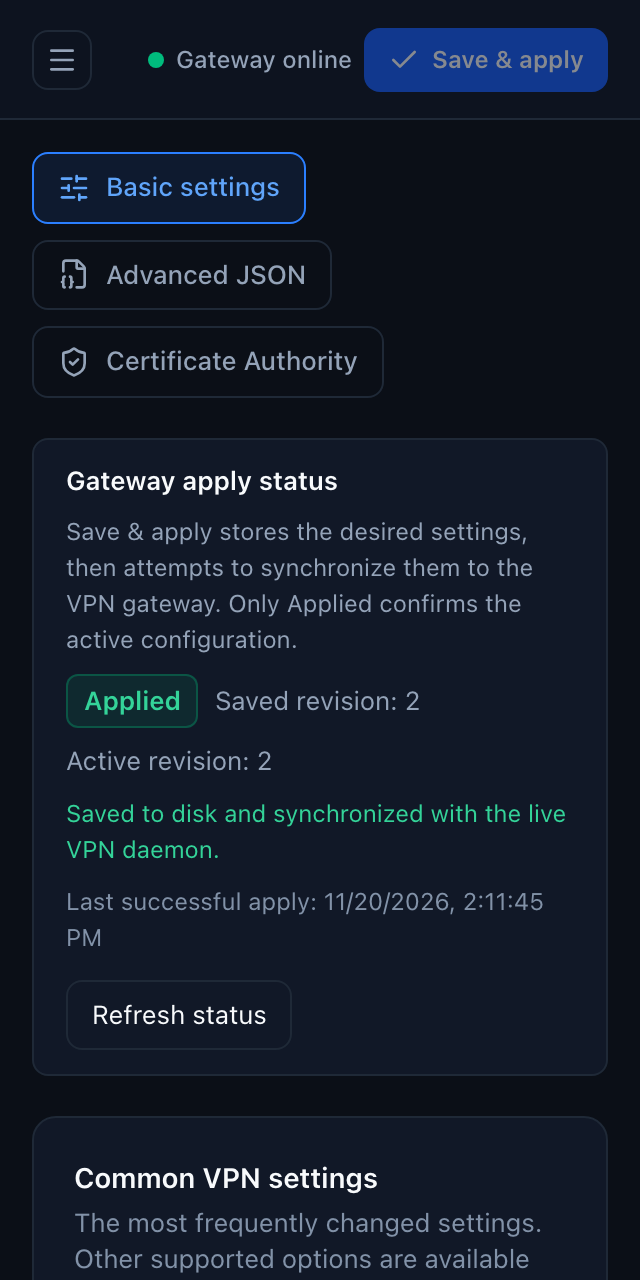 Gateway online
Save & apply
Basic settings
Advanced JSON
Certificate Authority
Gateway apply status
Save & apply stores the desired settings,
then attempts to synchronize them to the
VPN gateway. Only Applied confirms the
active configuration.
Applied
Saved revision: 2
Active revision: 2
Saved to disk and synchronized with the live
VPN daemon.
Last successful apply: 11/20/2026, 2:11:45
PM
Refresh status
Common VPN settings
The most frequently changed settings.
Other supported options are available